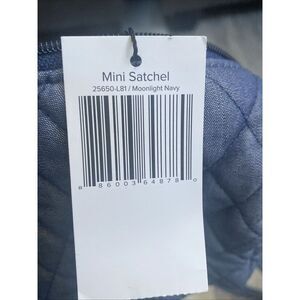 Mini Satchel
25650-L81 / Moonlight Navy
8 86003 64878 0